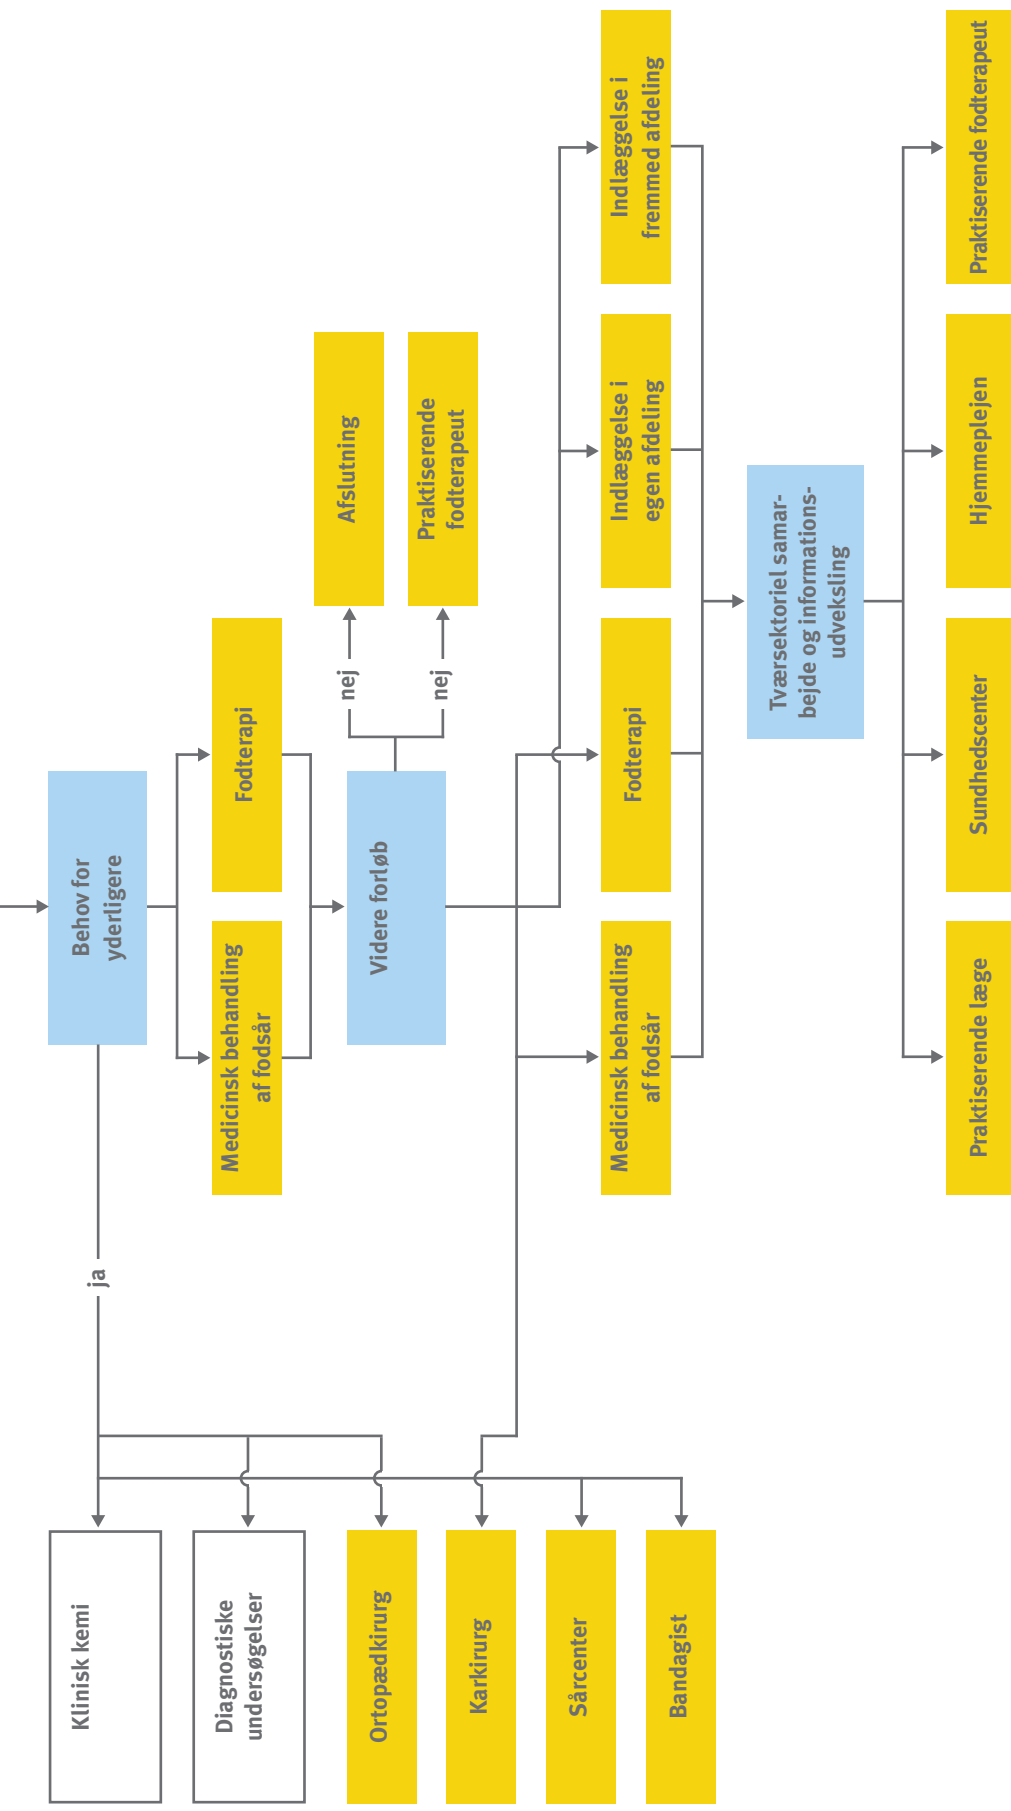 Behov for
yderligere
ja
Klinisk kemi
Diagnostiske
undersøgelser
Ortopædkirurg
Karkirurg
Sårcenter
Bandagist
Medicinsk behandling
af fodsår
Fodterapi
Videre forløb
nej
Afslutning
nej
Praktiserende
fodterapeut
Medicinsk behandling
af fodsår
Fodterapi
Indlæggelse i
egen afdeling
Indlæggelse i
fremmed afdeling
Tværsektoriel samar-
bejde og informations-
udveksling
Praktiserende læge
Sundhedscenter
Hjemmeplejen
Praktiserende fodterapeut